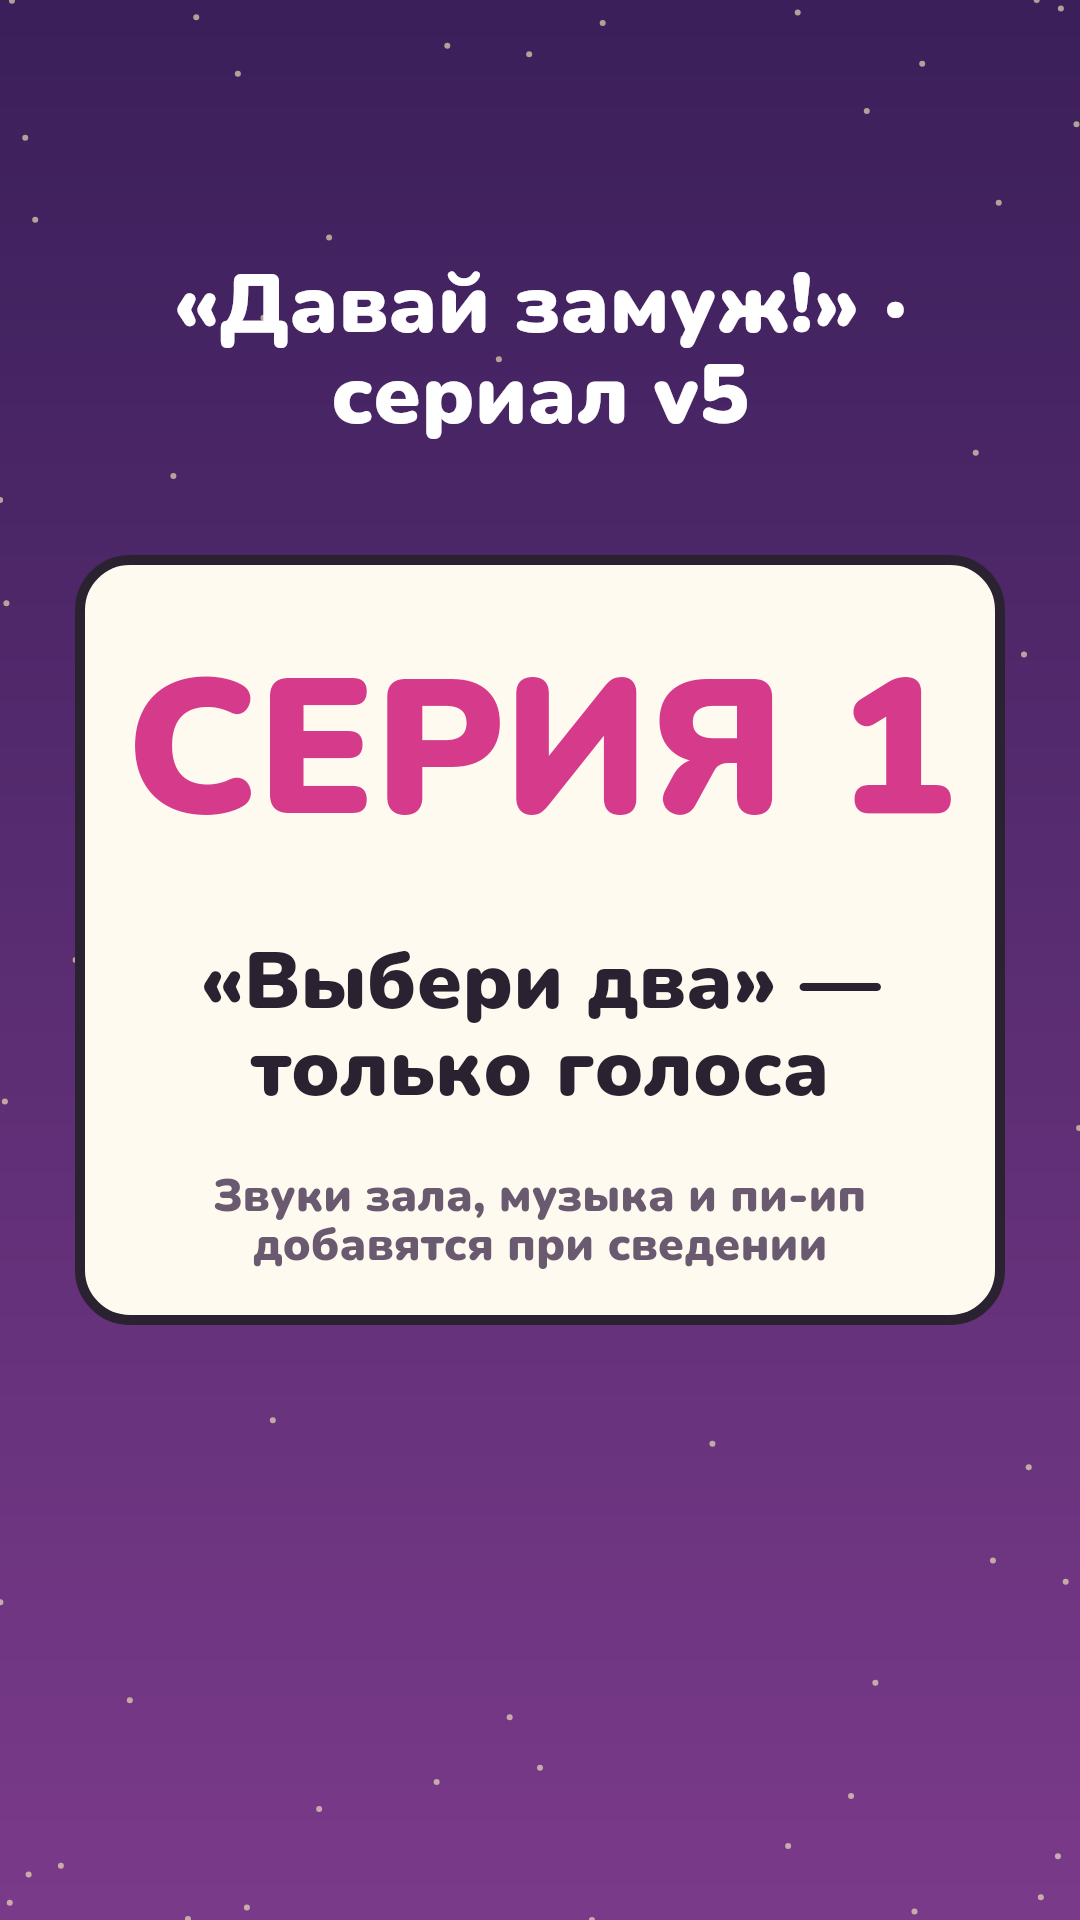 «Давай замуж!» ·
сериал v5
СЕРИЯ 1
«Выбери два» —
только голоса
Звуки зала, музыка и пи-ип
добавятся при сведении